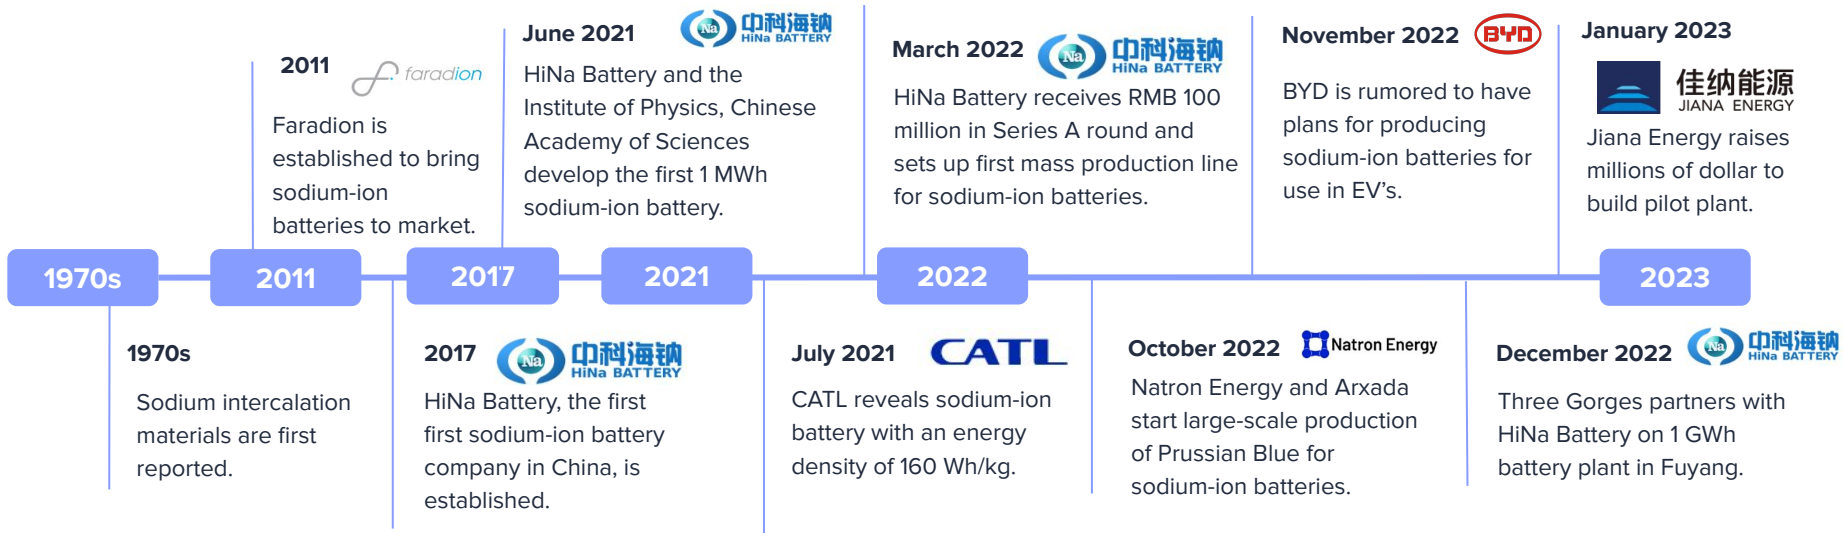 2011
faradion
Faradion is
established to bring
sodium-ion
batteries to market.
June 2021
Na
中科海钠
HiNa BATTERY
HiNa Battery and the
Institute of Physics, Chinese
Academy of Sciences
develop the first 1 MWh
sodium-ion battery.
March 2022
Na
中科海钠
HiNa BATTERY
HiNa Battery receives RMB 100
million in Series A round and
sets up first mass production line
for sodium-ion batteries.
November 2022
BYD
BYD is rumored to have
plans for producing
sodium-ion batteries for
use in EV's.
January 2023
佳纳能源
JIANA ENERGY
Jiana Energy raises
millions of dollar to
build pilot plant.
1970s
2011
2017
2021
2022
2023
1970s
Sodium intercalation
materials are first
reported.
2017
Na
中科海钠
HiNa BATTERY
HiNa Battery, the first
first sodium-ion battery
company in China, is
established.
July 2021
CATL
CATL reveals sodium-ion
battery with an energy
density of 160 Wh/kg.
October 2022
Natron Energy
Natron Energy and Arxada
start large-scale production
of Prussian Blue for
sodium-ion batteries.
December 2022
Na
中科海钠
HiNa BATTERY
Three Gorges partners with
HiNa Battery on 1 GWh
battery plant in Fuyang.